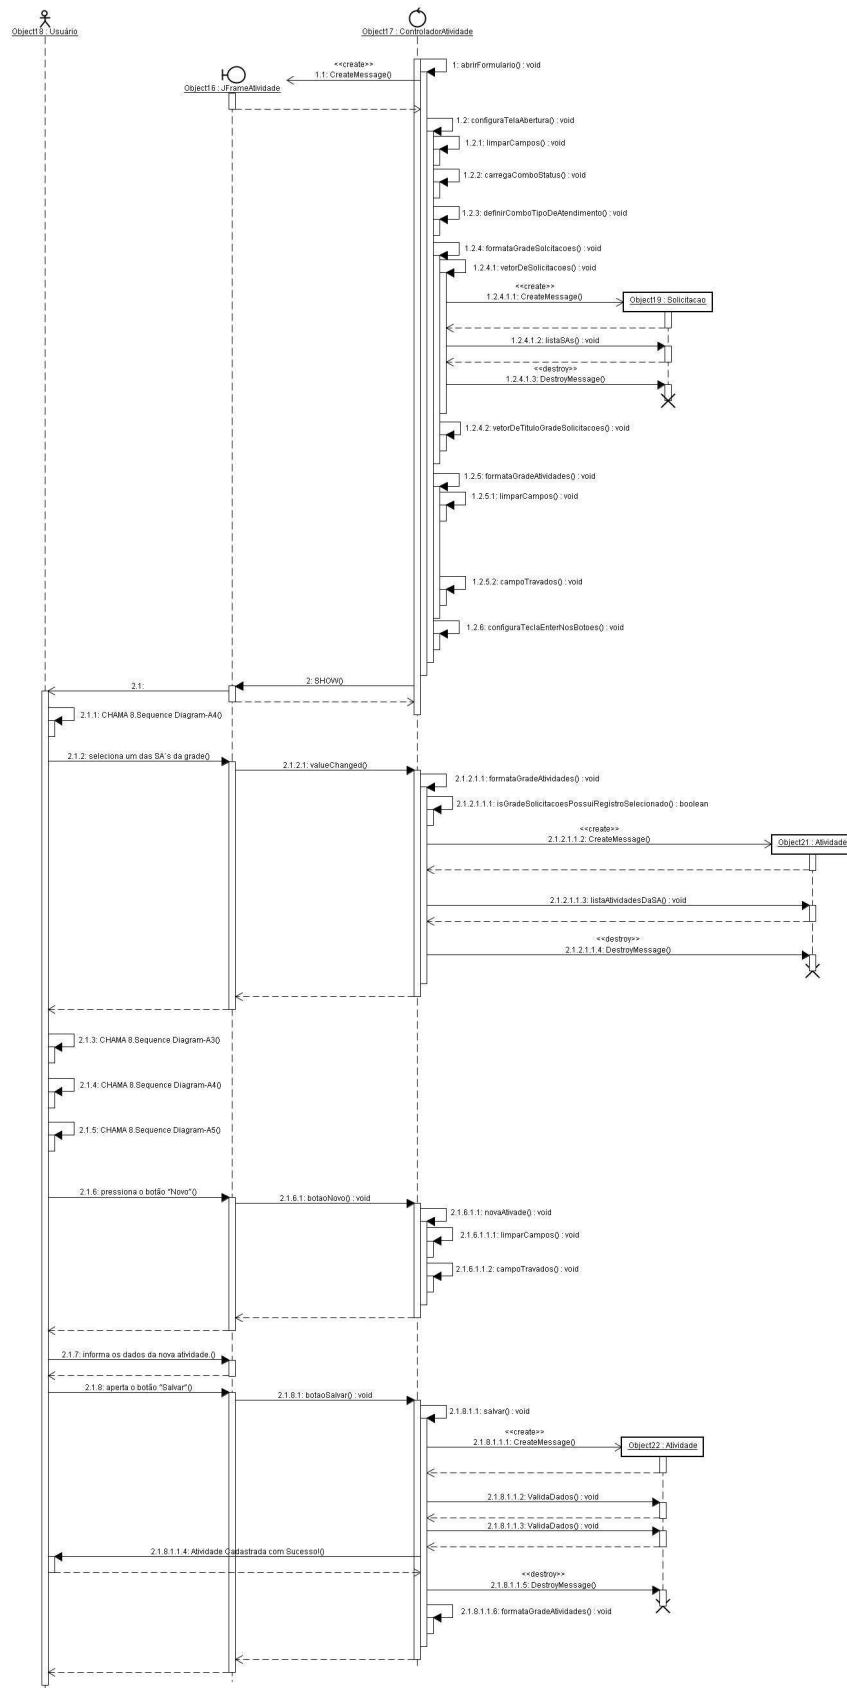 Object18 : Usuário
Object17 : ControladorAtividade
<<create>>
1: abrirFormulario() : void
1.1: CreateMessage()
Object16 : JFrameAtividade
1.2: configuraTelaAbertura() : void
1.2.1: limparCampos() : void
1.2.2: carregaComboStatus() : void
1.2.3: definirComboTipoDeAtendimento() : void
1.2.4: formataGradeSolcitacoes() : void
1.2.4.1: vetorDeSolicitacoes() : void
<<create>>
1.2.4.1.1: CreateMessage()
Object19 : Solicitacao
1.2.4.1.2: listaSAs() : void
<<destroy>>
1.2.4.1.3: DestroyMessage()
1.2.4.2: vetorDeTituloGradeSolicitacoes() : void
1.2.5: formataGradeAtividades() : void
1.2.5.1: limparCampos() : void
1.2.5.2: campoTravados() : void
1.2.6: configuraTeclaEnterNosBotoes() : void
2: SHOW()
2.1:
2.1.1: CHAMA 8.Sequence Diagram-A4()
2.1.2: seleciona um das SA´s da grade()
2.1.2.1: valueChanged()
2.1.2.1.1: formataGradeAtividades() : void
2.1.2.1.1.1: isGradeSolicitacoesPossuiRegistroSelecionado() : boolean
<<create>>
2.1.2.1.1.2: CreateMessage()
Object21 : Atividade
2.1.2.1.1.3: listaAtividadesDaSA() : void
<<destroy>>
2.1.2.1.1.4: DestroyMessage()
2.1.3: CHAMA 8.Sequence Diagram-A3()
2.1.4: CHAMA 8.Sequence Diagram-A4()
2.1.5: CHAMA 8.Sequence Diagram-A5()
2.1.6: pressiona o botão "Novo"()
2.1.6.1: botaoNovo() : void
2.1.6.1.1: novaAtivade() : void
2.1.6.1.1.1: limparCampos() : void
2.1.6.1.1.2: campoTravados() : void
2.1.7: informa os dados da nova atividade.()
2.1.8: aperta o botão "Salvar"()
2.1.8.1: botaoSalvar() : void
2.1.8.1.1: salvar() : void
<<create>>
2.1.8.1.1.1: CreateMessage()
Object22 : Atividade
2.1.8.1.1.2: ValidaDados() : void
2.1.8.1.1.3: ValidaDados() : void
2.1.8.1.1.4: Atividade Cadastrada com Sucesso!()
<<destroy>>
2.1.8.1.1.5: DestroyMessage()
2.1.8.1.1.6: formataGradeAtividades() : void